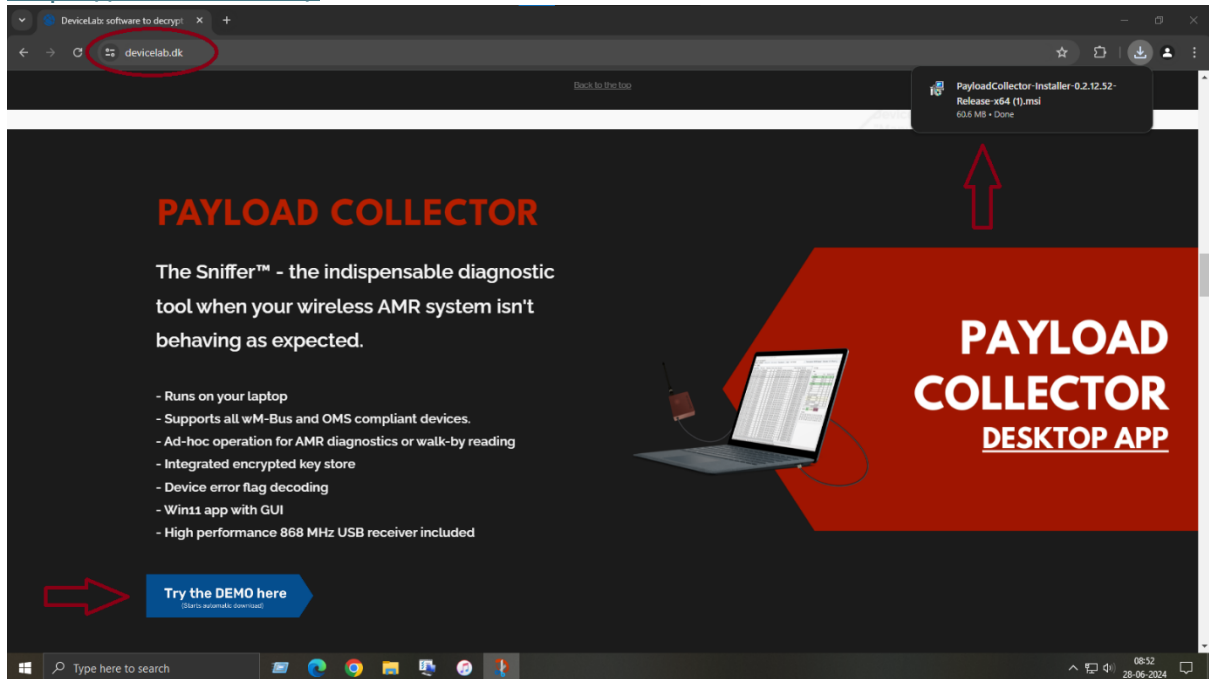 DeviceLab: software to decrypt
devicelab.dk
Back to the top
PayloadCollector-Installer-0.2.12.52-
Release-x64 (1).msi
60.6 MB • Done
PAYLOAD COLLECTOR
The Sniffer™ - the indispensable diagnostic
tool when your wireless AMR system isn't
behaving as expected.
- Runs on your laptop
- Supports all wM-Bus and OMS compliant devices.
- Ad-hoc operation for AMR diagnostics or walk-by reading
- Integrated encrypted key store
- Device error flag decoding
- Win11 app with GUI
- High performance 868 MHz USB receiver included
Try the DEMO here
(Starts automatic download)
PAYLOAD
COLLECTOR
DESKTOP APP
Type here to search
08:52
28-06-2024